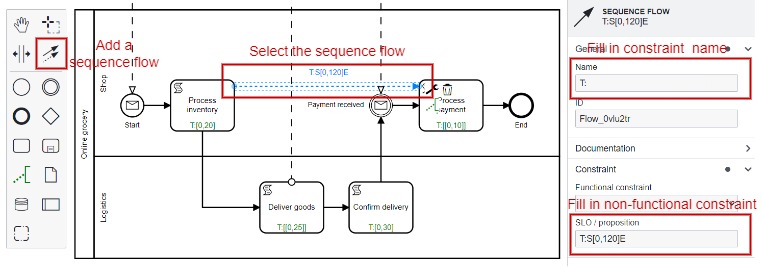 Add a
sequence flow
Online grocery
Shop
Logistics
Select the sequence flow
T:S[0,120]E
Start
Process
inventory
T:[0,20]
Payment received
Process
payment
T:[[0,10]]
End
Deliver goods
T:[[0,25]]
Confirm delivery
T:[0,30]
SEQUENCE FLOW
T:S[0,120]E
General
Fill in constraint name
Name
T:
ID
Flow_0vlu2tr
Documentation
Constraint
Functional constraint
Fill in non-functional constraint
SLO / proposition
T:S[0,120]E